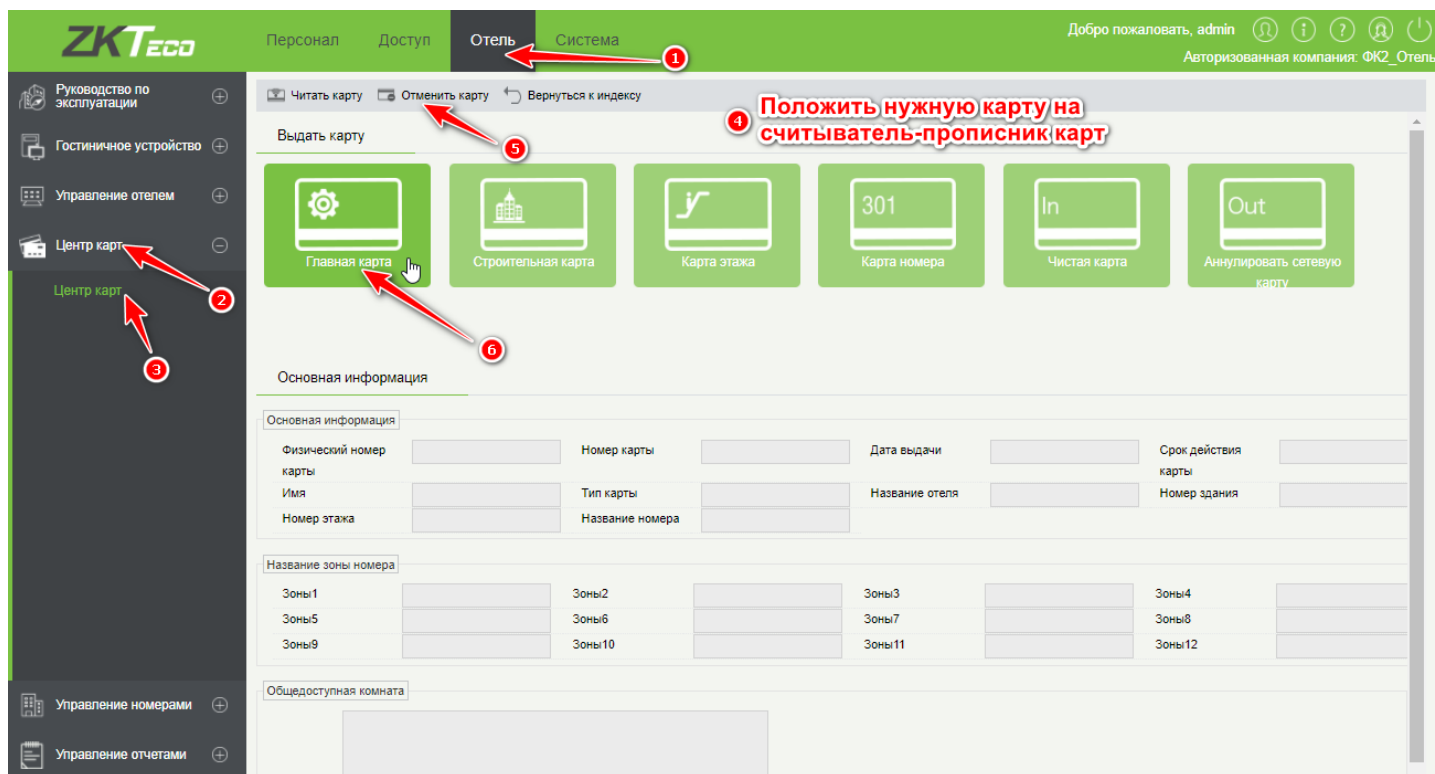 ZKTeco
Персонал Доступ Отель Система
Добро пожаловать, admin
Авторизованная компания: ФК2_Отель
1
Руководство по
эксплуатации
Гостиничное устройство
Управление отелем
Центр карт
2
Центр карт
3
Управление номерами
Управление отчетами
Читать карту Отменить карту Вернуться к индексу
4
Положить нужную карту на
считыватель-прописник карт
Выдать карту
5
Главная карта
Строительная карта
Карта этажа
301
Карта номера
In
Чистая карта
Out
Аннулировать сетевую
карту
6
Основная информация
Основная информация
Физический номер
карты
Номер карты
Дата выдачи
Срок действия
карты
Имя Тип карты Название отеля Номер здания
Номер этажа Название номера
Название зоны номера
Зоны1 Зоны2 Зоны3 Зоны4
Зоны5 Зоны6 Зоны7 Зоны8
Зоны9 Зоны10 Зоны11 Зоны12
Общедоступная комната